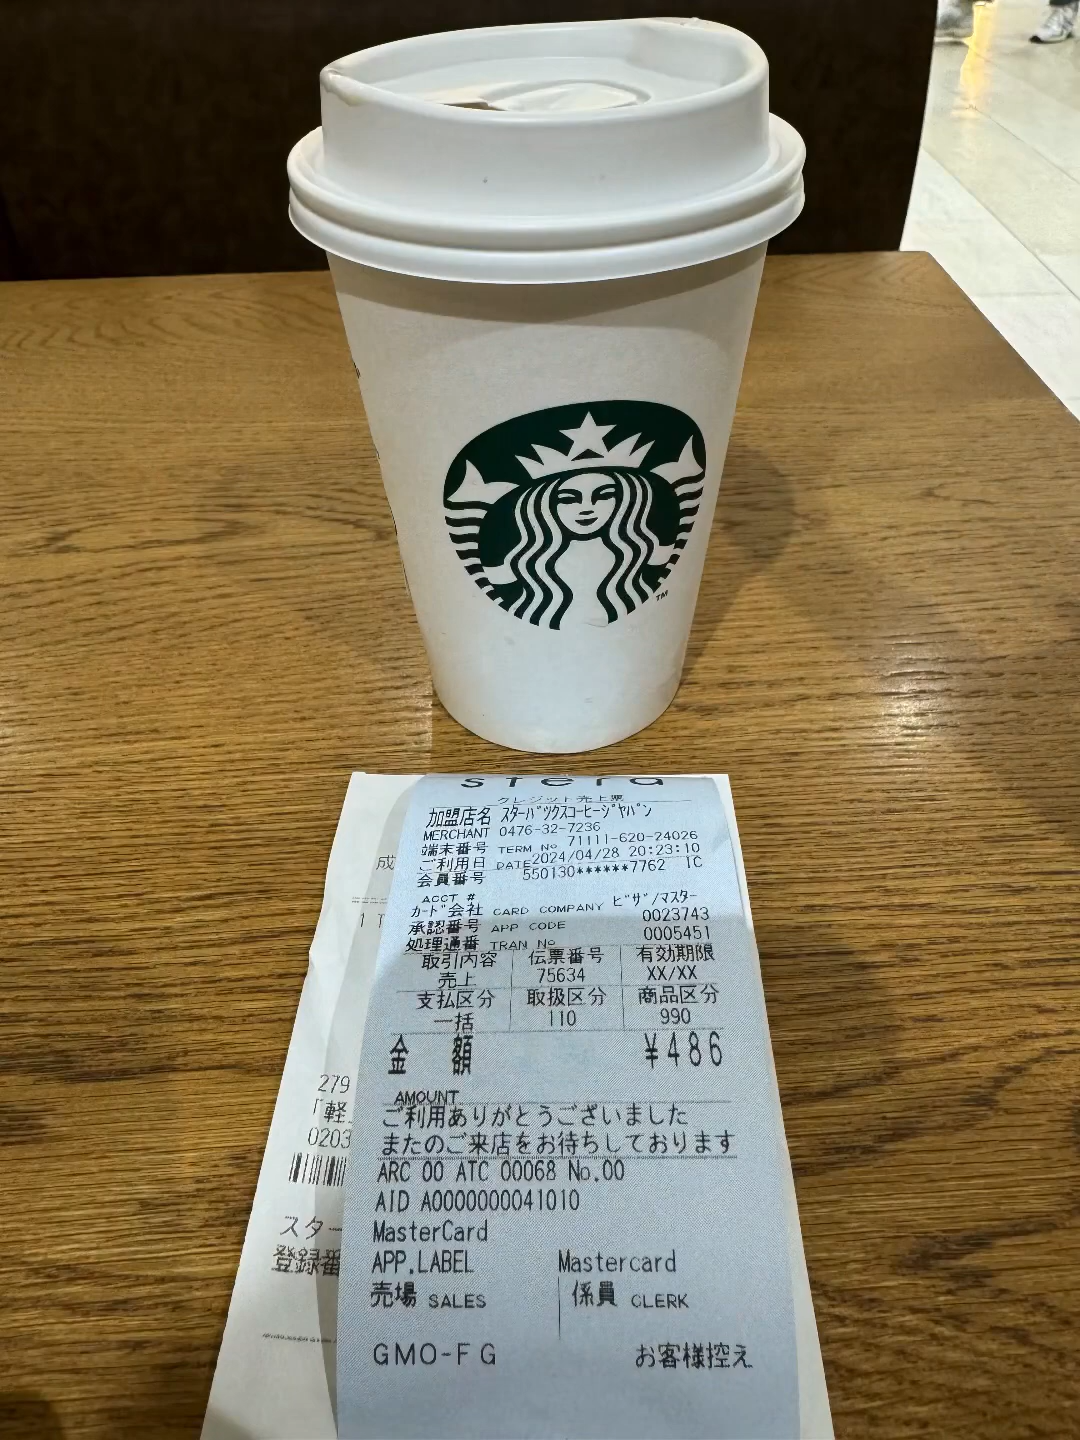 TM
stera
クレジット売上票
加盟店名 スターバックスコーヒージャパン
MERCHANT 0476-32-7236
端末番号 TERM No 71111-620-24026
ご利用日 DATE 2024/04/28 20:23:10
会員番号 550130******7762 IC
ACCT #
カード会社 CARD COMPANY ビザ/マスター
承認番号 APP CODE 0023743
処理通番 TRAN No 0005451
取引内容 伝票番号 有効期限
売上 75634 XX/XX
支払区分 取扱区分 商品区分
一括 110 990
金 額 ¥486
AMOUNT
ご利用ありがとうございました
またのご来店をお待ちしております
ARC 00 ATC 00068 No.00
AID A0000000041010
MasterCard
APP.LABEL Mastercard
売場 SALES 係員 CLERK
GMO-FG お客様控え
成
279
「軽
0203
スター
登録番